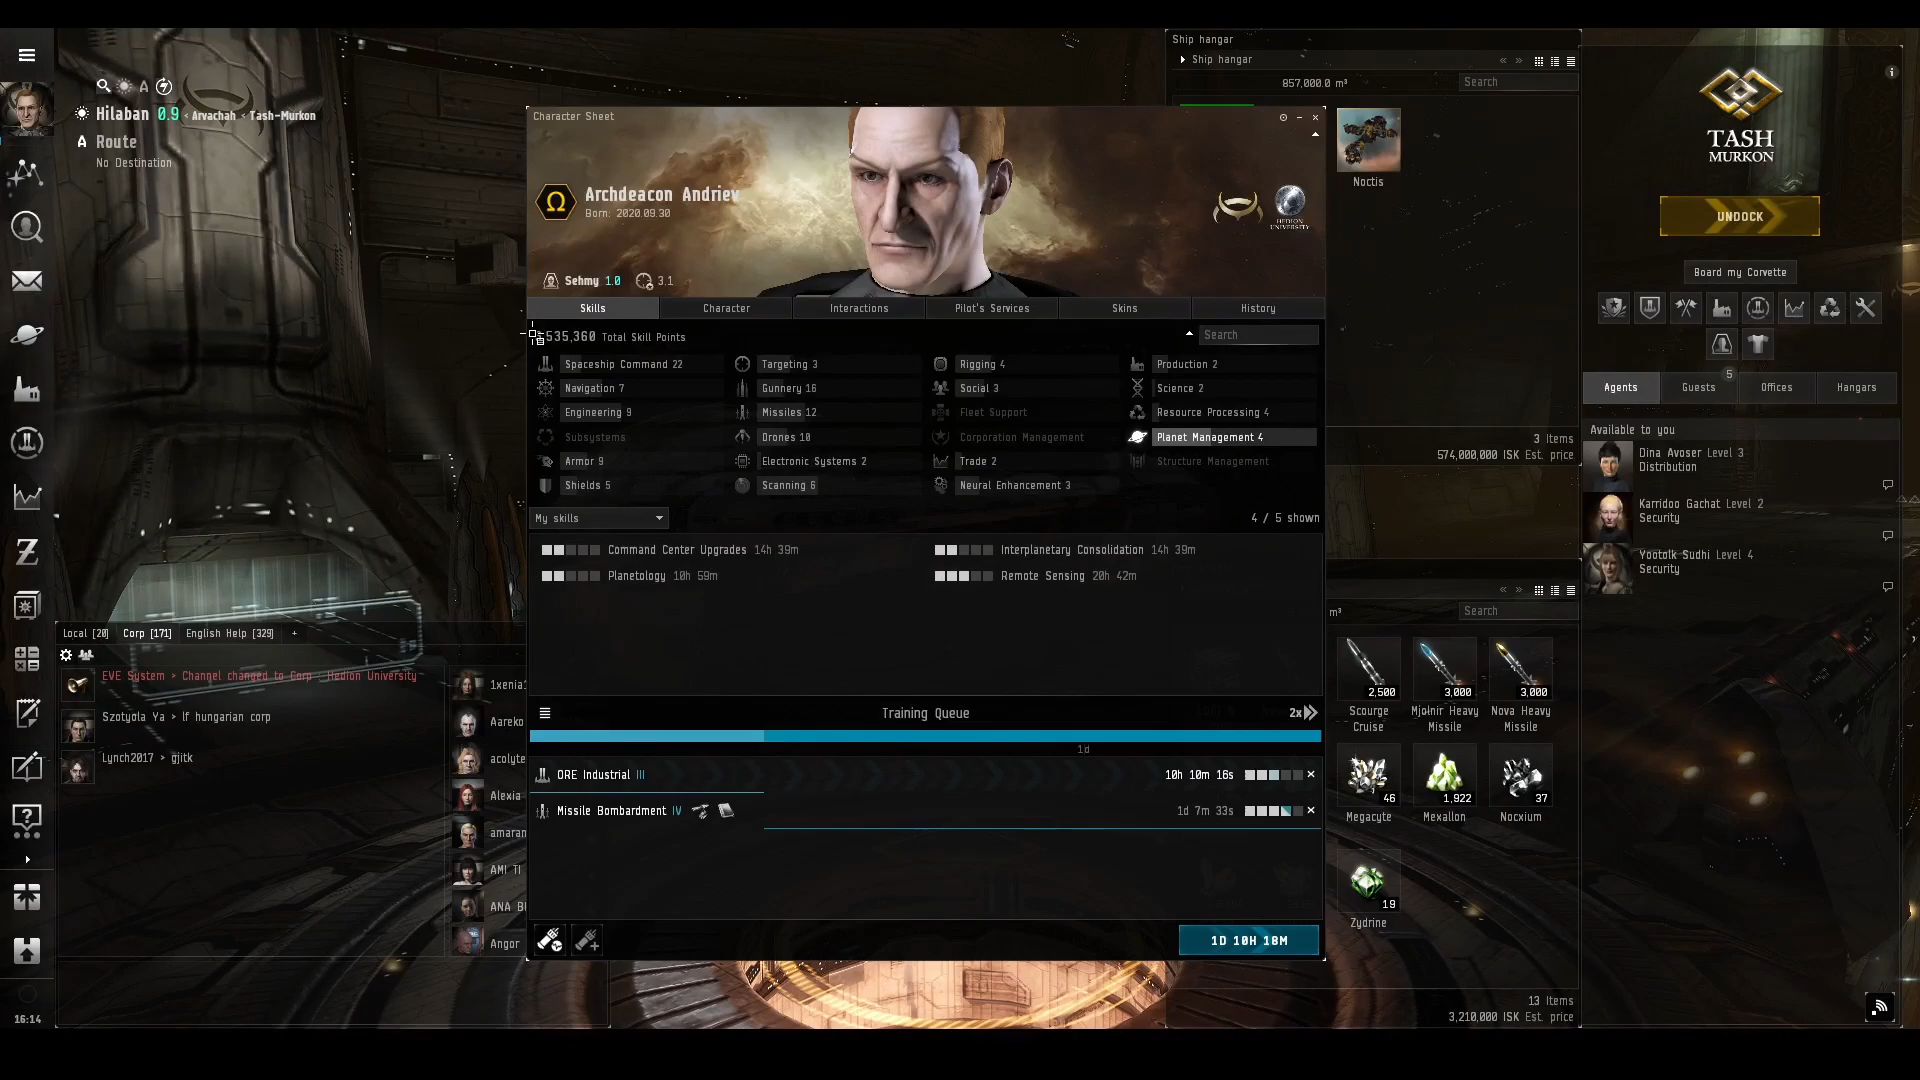 Hilaban 0.9 < Arvachah < Tash-Murkon
A Route
No Destination
Character Sheet
Archdeacon Andriev
Born: 2020.09.30
Sehmy 1.0
3.1
HEDION
UNIVERSITY
Skills
Character
Interactions
Pilot's Services
Skins
History
535,360 Total Skill Points
Search
Spaceship Command 22
Targeting 3
Rigging 4
Production 2
Navigation 7
Gunnery 16
Social 3
Science 2
Engineering 9
Missiles 12
Fleet Support
Resource Processing 4
Subsystems
Drones 10
Corporation Management
Planet Management 4
Armor 9
Electronic Systems 2
Trade 2
Structure Management
Shields 5
Scanning 6
Neural Enhancement 3
My skills
4 / 5 shown
Command Center Upgrades 14h 39m
Interplanetary Consolidation 14h 39m
Planetology 10h 59m
Remote Sensing 20h 42m
Training Queue
2x
1d
ORE Industrial III
10h 10m 16s
Missile Bombardment IV
1d 7m 33s
1D 10H 18M
Local [20]
Corp [171]
English Help [329]
+
EVE System > Channel changed to Corp : Hedion University
Szotyola Ya > lf hungarian corp
Lynch2017 > gjitk
1xenia
Aareko
acolyte
Alexia
amaran
AMI TI
ANA B
Angor
16:14
Ship hangar
Ship hangar
857,000.0 m³
Search
Noctis
3 Items
574,000,000 ISK Est. price
m³
Search
2,500
Scourge
Cruise
3,000
Mjolnir Heavy
Missile
3,000
Nova Heavy
Missile
46
Megacyte
1,922
Mexallon
37
Nocxium
19
Zydrine
13 Items
3,210,000 ISK Est. price
TASH
MURKON
UNDOCK
Board my Corvette
Agents
Guests
5
Offices
Hangars
Available to you
Dina Avoser Level 3
Distribution
Karridoo Gachat Level 2
Security
Yootolk Sudhi Level 4
Security